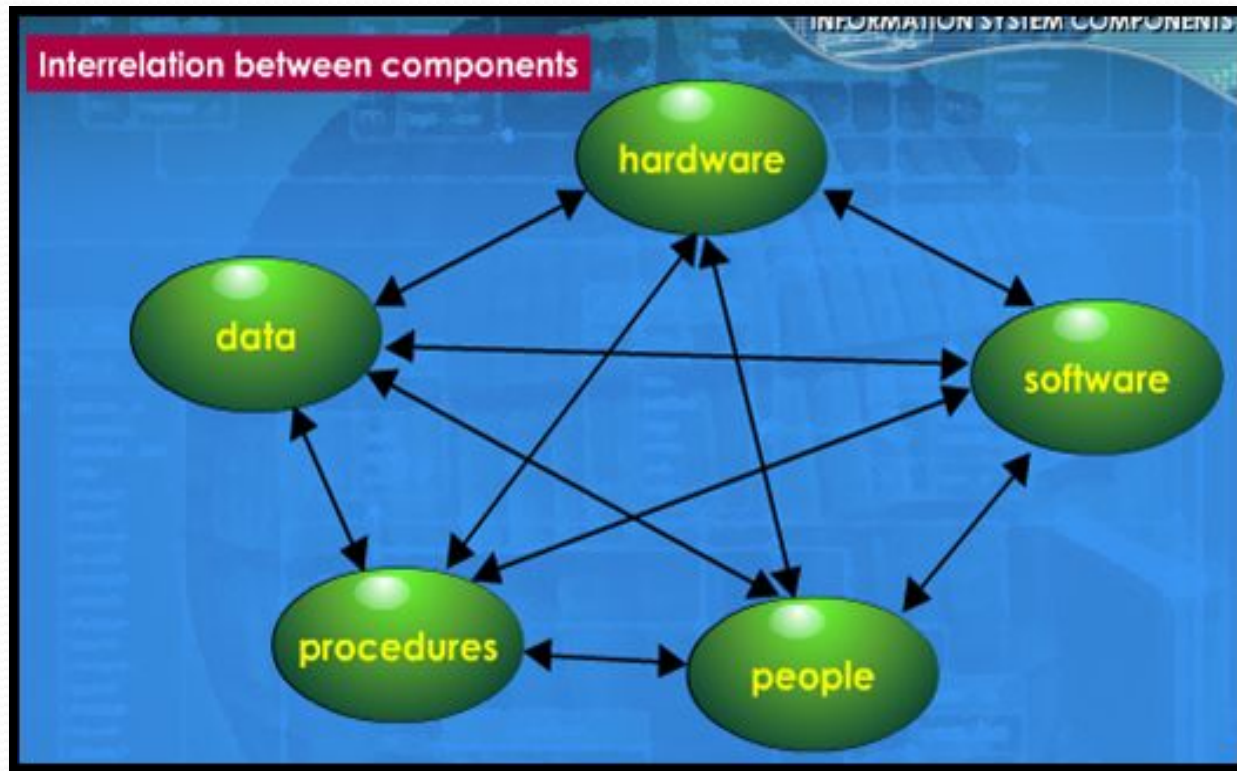 INFORMATION SYSTEM COMPONENTS
Interrelation between components
hardware
data
software
procedures
people